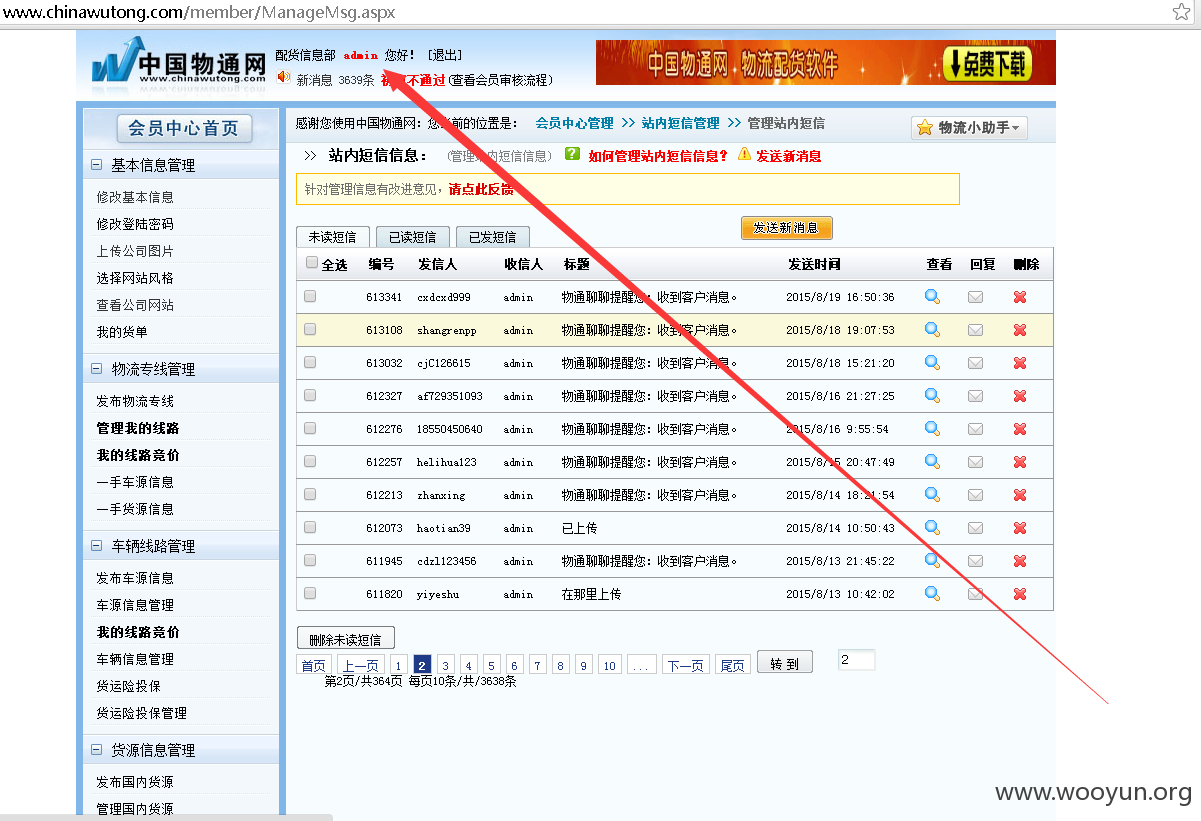 www.chinawutong.com/member/ManageMsg.aspx
中国物通网
www.chinawutong.com
配货信息部 admin 您好！ [退出]
新消息 3639条 不通过 (查看会员审核流程)
中国物通网 物流配货软件 免费下载
会员中心首页
基本信息管理
修改基本信息
修改登陆密码
上传公司图片
选择网站风格
查看公司网站
我的货单
物流专线管理
发布物流专线
管理我的线路
我的线路竞价
一手车源信息
一手货源信息
车辆线路管理
发布车源信息
车源信息管理
我的线路竞价
车辆信息管理
货运险投保
货运险投保管理
货源信息管理
发布国内货源
管理国内货源
感谢您使用中国物通网：您当前的位置是： 会员中心管理 >> 站内短信管理 >> 管理站内短信
物流小助手
>> 站内短信信息： (管理站内短信信息) 如何管理站内短信信息? 发送新消息
针对管理信息有改进意见，请点此反馈
未读短信 已读短信 已发短信 发送新消息
全选 编号 发信人 收信人 标题 发送时间 查看 回复 删除
613341 cxdcxd999 admin 物通聊聊提醒您：收到客户消息。 2015/8/19 16:50:36
613108 shangrenpp admin 物通聊聊提醒您：收到客户消息。 2015/8/18 19:07:53
613032 cjC126615 admin 物通聊聊提醒您：收到客户消息。 2015/8/18 15:21:20
612327 af729351093 admin 物通聊聊提醒您：收到客户消息。 2015/8/16 21:27:25
612276 18550450640 admin 物通聊聊提醒您：收到客户消息。 2015/8/16 9:55:54
612257 helihua123 admin 物通聊聊提醒您：收到客户消息。 2015/8/15 20:47:49
612213 zhanxing admin 物通聊聊提醒您：收到客户消息。 2015/8/14 18:21:54
612073 haotian39 admin 已上传 2015/8/14 10:50:43
611945 cdzl123456 admin 物通聊聊提醒您：收到客户消息。 2015/8/13 21:45:22
611820 yiyeshu admin 在那里上传 2015/8/13 10:42:02
删除未读短信
首页 上一页 1 2 3 4 5 6 7 8 9 10 ... 下一页 尾页 转到 2
第2页/共364页 每页10条/共/3638条
www.wooyun.org